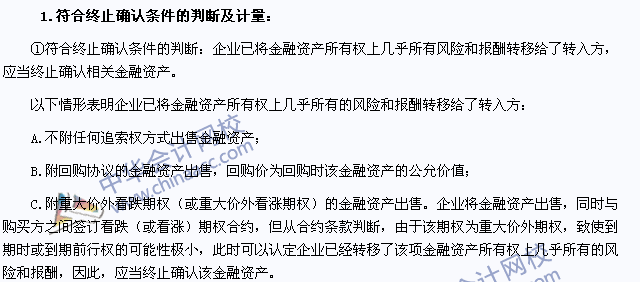 1.符合终止确认条件的判断及计量：
①符合终止确认条件的判断：企业已将金融资产所有权上几乎所有风险和报酬转移给了转入方，
应当终止确认相关金融资产。
以下情形表明企业已将金融资产所有权上几乎所有的风险和报酬转移给了转入方：
A.不附任何追索权方式出售金融资产；
B.附回购协议的金融资产出售，回购价为回购时该金融资产的公允价值；
C.附重大价外看跌期权（或重大价外看涨期权）的金融资产出售。企业将金融资产出售，同时与
购买方之间签订看跌（或看涨）期权合约，但从合约条款判断，由于该期权为重大价外期权，致使到
期时或到期前行权的可能性极小，此时可以认定企业已经转移了该项金融资产所有权上几乎所有的风
险和报酬，因此，应当终止确认该金融资产。
中华会计网校
会计网校